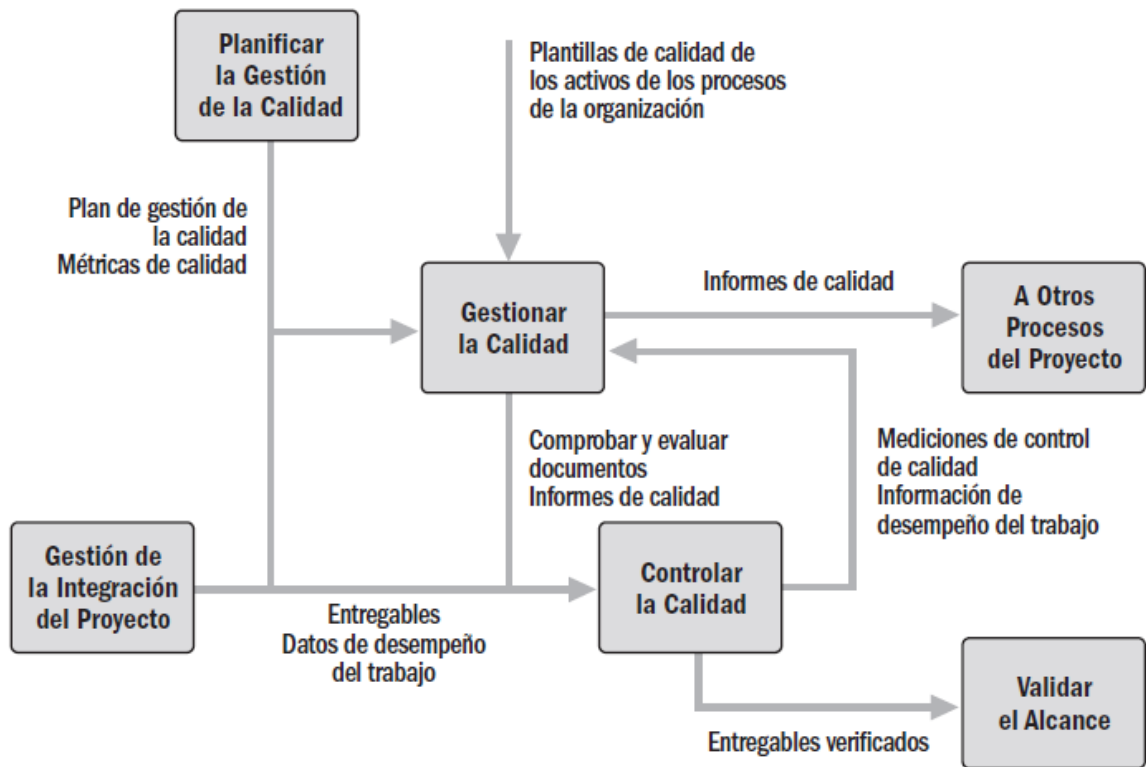 Planificar
la Gestión
de la Calidad
Plantillas de calidad de
los activos de los procesos
de la organización
Plan de gestión de
la calidad
Métricas de calidad
Gestionar
la Calidad
Informes de calidad
A Otros
Procesos
del Proyecto
Comprobar y evaluar
documentos
Informes de calidad
Mediciones de control
de calidad
Información de
desempeño del trabajo
Gestión de
la Integración
del Proyecto
Entregables
Datos de desempeño
del trabajo
Controlar
la Calidad
Entregables verificados
Validar
el Alcance